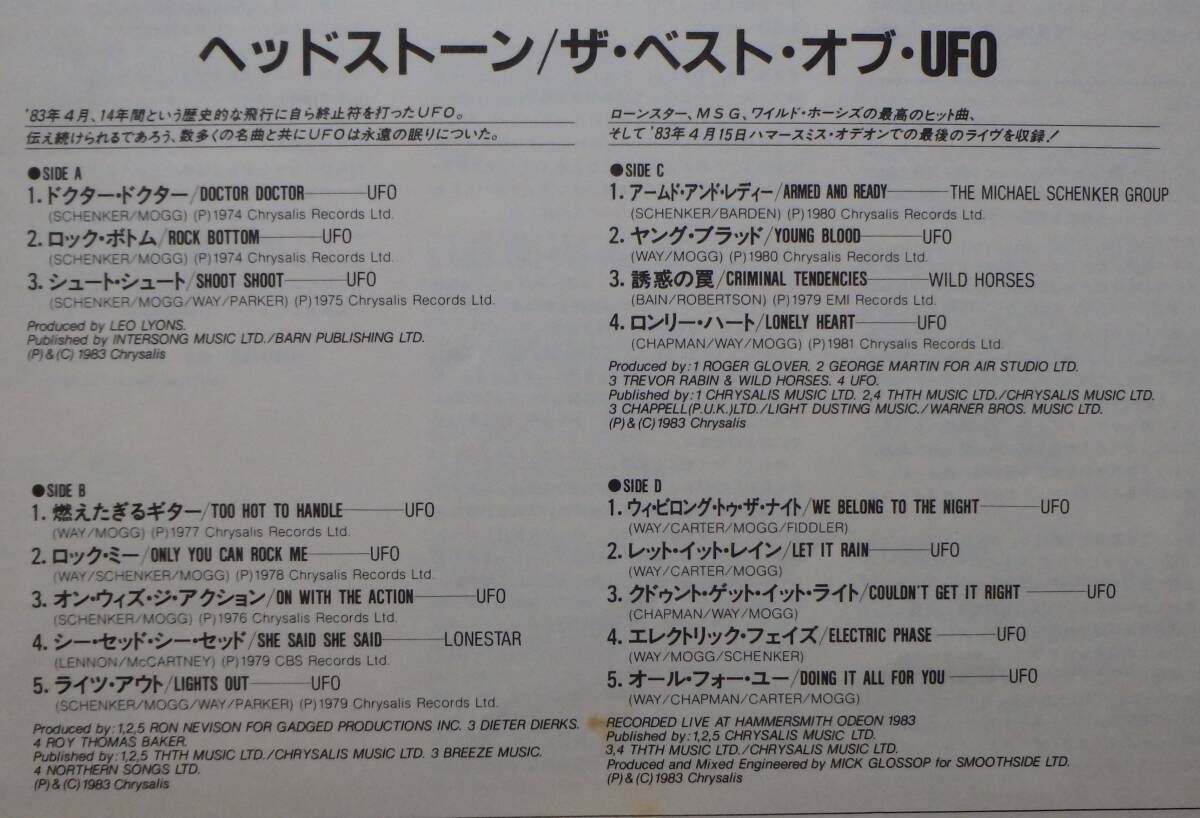 ヘッドストーン/ザ・ベスト・オブ・UFO
'83年4月、14年間という歴史的な飛行に自ら終止符を打ったUFO。
伝え続けられるであろう、数多くの名曲と共にUFOは永遠の眠りについた。
●SIDE A
1. ドクター・ドクター/DOCTOR DOCTOR———UFO
(SCHENKER/MOGG) (P)1974 Chrysalis Records Ltd.
2. ロック・ボトム/ROCK BOTTOM———UFO
(SCHENKER/MOGG) (P)1974 Chrysalis Records Ltd.
3. シュート・シュート/SHOOT SHOOT———UFO
(SCHENKER/MOGG/WAY/PARKER) (P)1975 Chrysalis Records Ltd.
Produced by LEO LYONS.
Published by INTERSONG MUSIC LTD./BARN PUBLISHING LTD.
(P)&(C) 1983 Chrysalis
●SIDE B
1. 燃えたぎるギター/TOO HOT TO HANDLE———UFO
(WAY/MOGG) (P)1977 Chrysalis Records Ltd.
2. ロック・ミー/ONLY YOU CAN ROCK ME———UFO
(WAY/SCHENKER/MOGG) (P)1978 Chrysalis Records Ltd.
3. オン・ウィズ・ジ・アクション/ON WITH THE ACTION———UFO
(SCHENKER/MOGG) (P)1976 Chrysalis Records Ltd.
4. シー・セッド・シー・セッド/SHE SAID SHE SAID———LONESTAR
(LENNON/McCARTNEY) (P)1979 CBS Records Ltd.
5. ライツ・アウト/LIGHTS OUT———UFO
(SCHENKER/MOGG/WAY/PARKER) (P)1979 Chrysalis Records Ltd.
Produced by: 1,2,5 RON NEVISON FOR GADGED PRODUCTIONS INC. 3 DIETER DIERKS.
4 ROY THOMAS BAKER.
Published by: 1,2,5 THTH MUSIC LTD./CHRYSALIS MUSIC LTD. 3 BREEZE MUSIC.
4 NORTHERN SONGS LTD.
(P)&(C) 1983 Chrysalis
ローンスター、MSG、ワイルド・ホーシズの最高のヒット曲、
そして'83年4月15日ハマースミス・オデオンでの最後のライヴを収録!
●SIDE C
1. アームド・アンド・レディー/ARMED AND READY———THE MICHAEL SCHENKER GROUP
(SCHENKER/BARDEN) (P)1980 Chrysalis Records Ltd.
2. ヤング・ブラッド/YOUNG BLOOD———UFO
(WAY/MOGG) (P)1980 Chrysalis Records Ltd.
3. 誘惑の罠/CRIMINAL TENDENCIES———WILD HORSES
(BAIN/ROBERTSON) (P)1979 EMI Records Ltd.
4. ロンリー・ハート/LONELY HEART———UFO
(CHAPMAN/WAY/MOGG) (P)1981 Chrysalis Records Ltd.
Produced by: 1 ROGER GLOVER. 2 GEORGE MARTIN FOR AIR STUDIO LTD.
3 TREVOR RABIN & WILD HORSES. 4 UFO.
Published by: 1 CHRYSALIS MUSIC LTD. 2,4 THTH MUSIC LTD./CHRYSALIS MUSIC LTD.
3 CHAPPELL(P.U.K.)LTD./LIGHT DUSTING MUSIC./WARNER BROS. MUSIC LTD.
(P)&(C) 1983 Chrysalis
●SIDE D
1. ウィ・ビロング・トゥ・ザ・ナイト/WE BELONG TO THE NIGHT———UFO
(WAY/CARTER/MOGG/FIDDLER)
2. レット・イット・レイン/LET IT RAIN———UFO
(WAY/CARTER/MOGG)
3. クドゥント・ゲット・イット・ライト/COULDN'T GET IT RIGHT———UFO
(CHAPMAN/WAY/MOGG)
4. エレクトリック・フェイズ/ELECTRIC PHASE———UFO
(WAY/MOGG/SCHENKER)
5. オール・フォー・ユー/DOING IT ALL FOR YOU———UFO
(WAY/CHAPMAN/CARTER/MOGG)
RECORDED LIVE AT HAMMERSMITH ODEON 1983
Published by: 1,2,5 CHRYSALIS MUSIC LTD.
3,4 THTH MUSIC LTD./CHRYSALIS MUSIC LTD.
Produced and Mixed Engineered by MICK GLOSSOP for SMOOTHSIDE LTD.
(P)&(C) 1983 Chrysalis